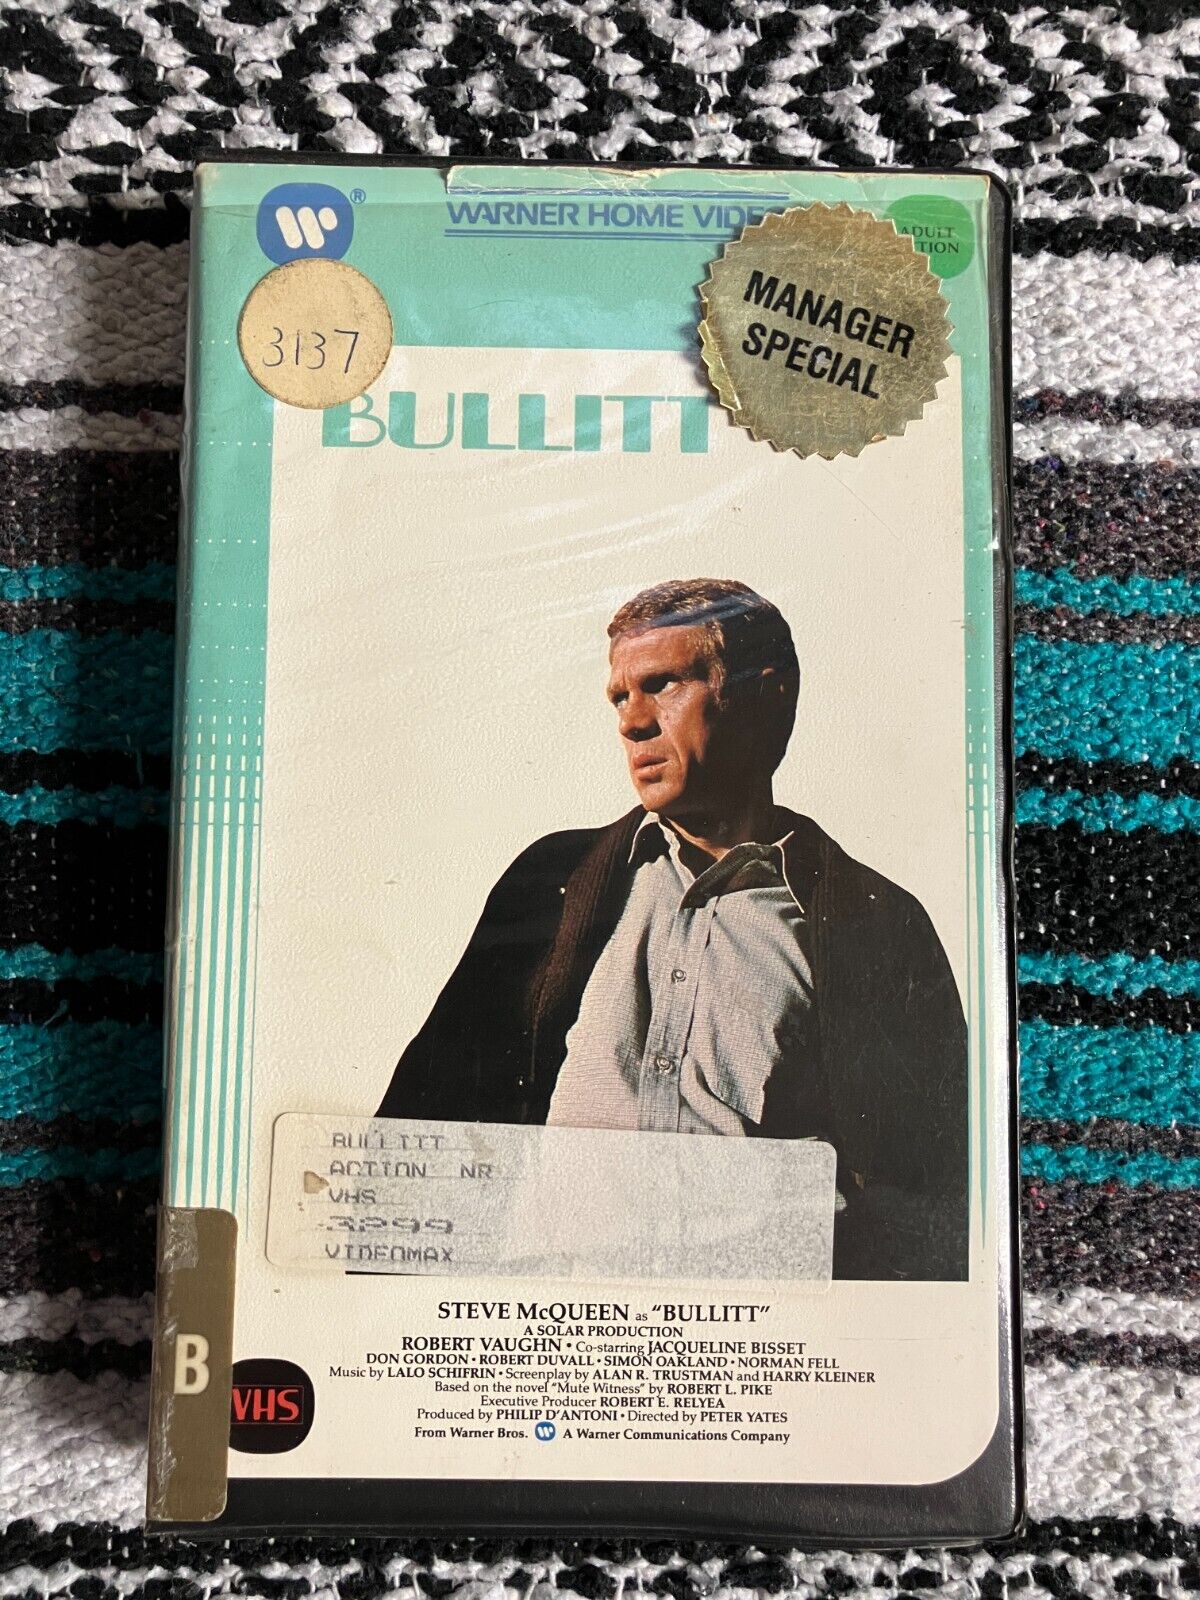 W ®
WARNER HOME VIDE
ADULT
TION
MANAGER
SPECIAL
3137
BULLITT
BULLITT
ACTION NR
VHS
3299
VIDEOMAX
STEVE McQUEEN as “BULLITT”
A SOLAR PRODUCTION
ROBERT VAUGHN • Co-starring JACQUELINE BISSET
DON GORDON • ROBERT DUVALL • SIMON OAKLAND • NORMAN FELL
Music by LALO SCHIFRIN • Screenplay by ALAN R. TRUSTMAN and HARRY KLEINER
Based on the novel “Mute Witness” by ROBERT L. PIKE
Executive Producer ROBERT E. RELYEA
Produced by PHILIP D'ANTONI • Directed by PETER YATES
From Warner Bros. W A Warner Communications Company
B
VHS